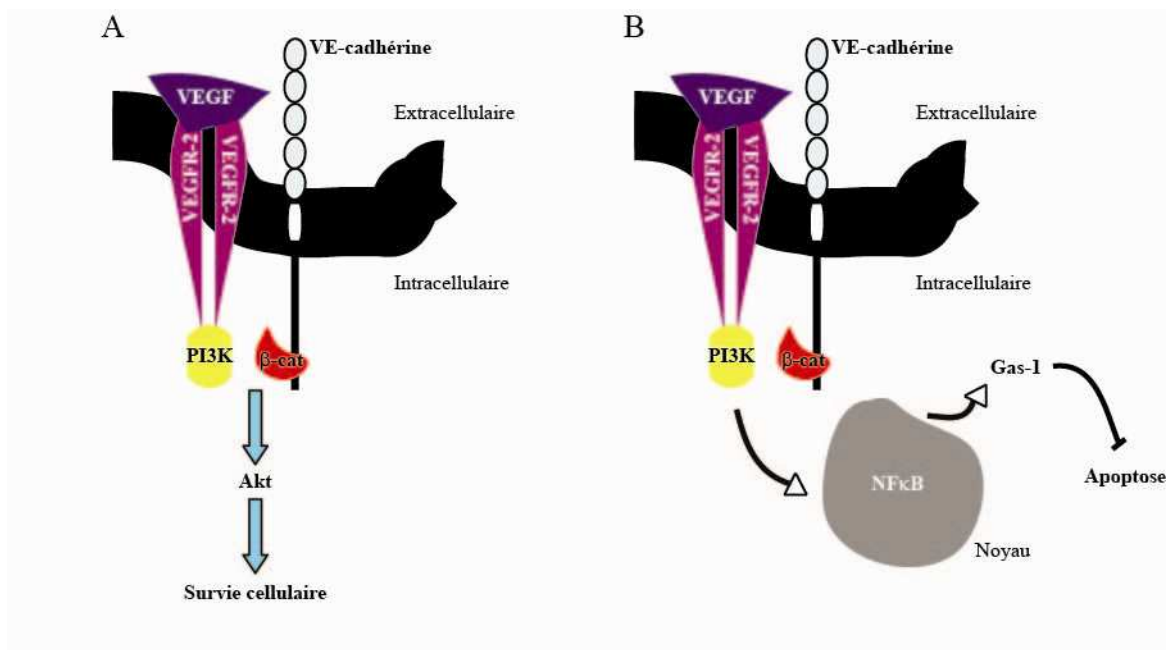 A
VE-cadhérine
VEGF
Extracellulaire
VEGFR-2
VEGFR-2
Intracellulaire
PI3K
β-cat
Akt
Survie cellulaire
B
VE-cadhérine
VEGF
Extracellulaire
VEGFR-2
VEGFR-2
Intracellulaire
PI3K
β-cat
Gas-1
NFκB
Apoptose
Noyau